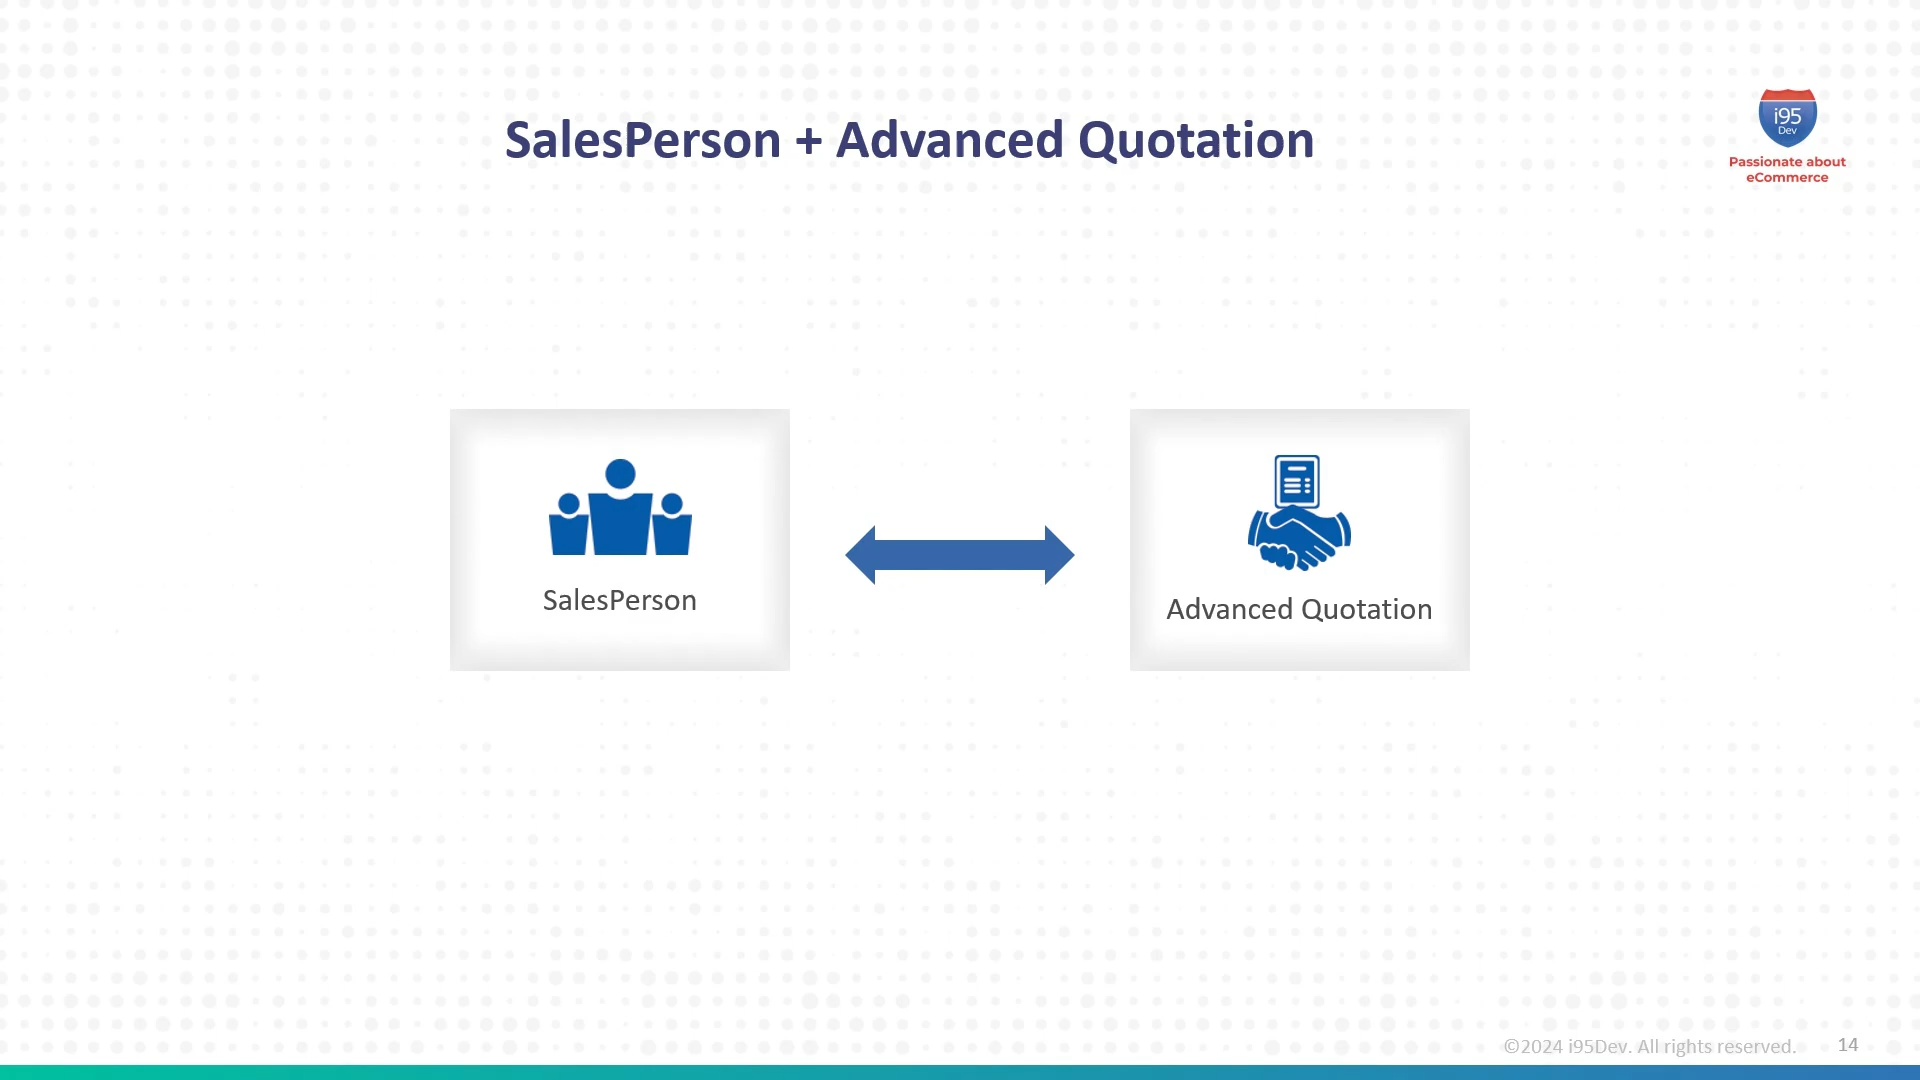 SalesPerson + Advanced Quotation
i95
Dev
Passionate about
eCommerce
SalesPerson
Advanced Quotation
©2024 i95Dev. All rights reserved.
14